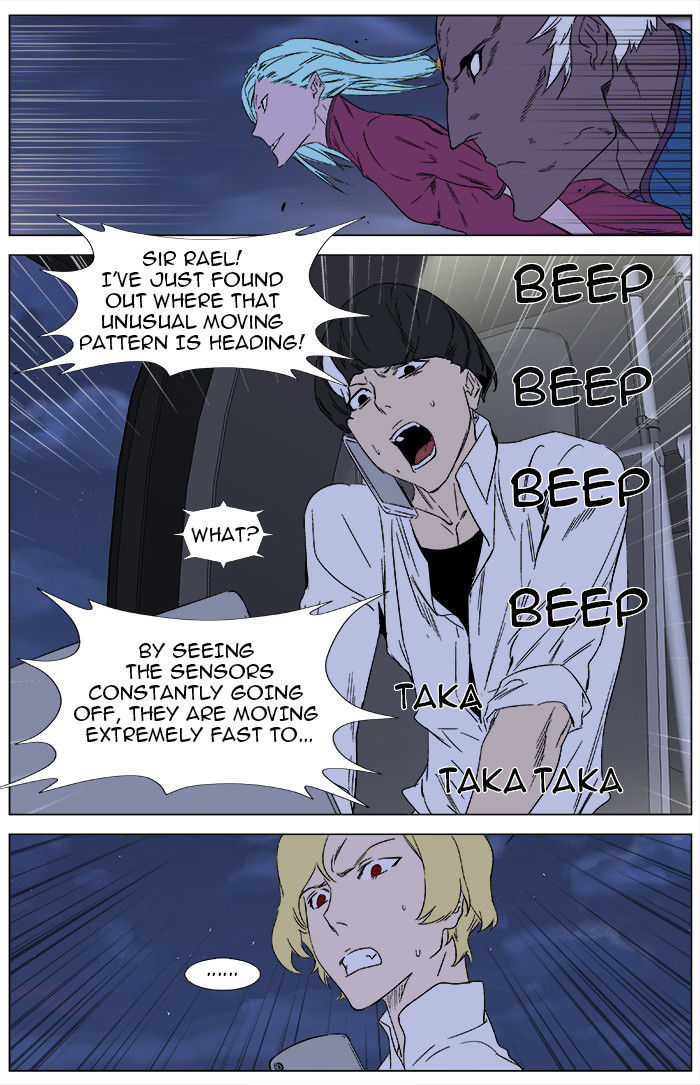 SIR RAEL!
I'VE JUST FOUND
OUT WHERE THAT
UNUSUAL MOVING
PATTERN IS HEADING!
BEEP
BEEP
BEEP
WHAT?
BEEP
BY SEEING
THE SENSORS
CONSTANTLY GOING
OFF, THEY ARE MOVING
EXTREMELY FAST TO...
TAKA
TAKA TAKA
......